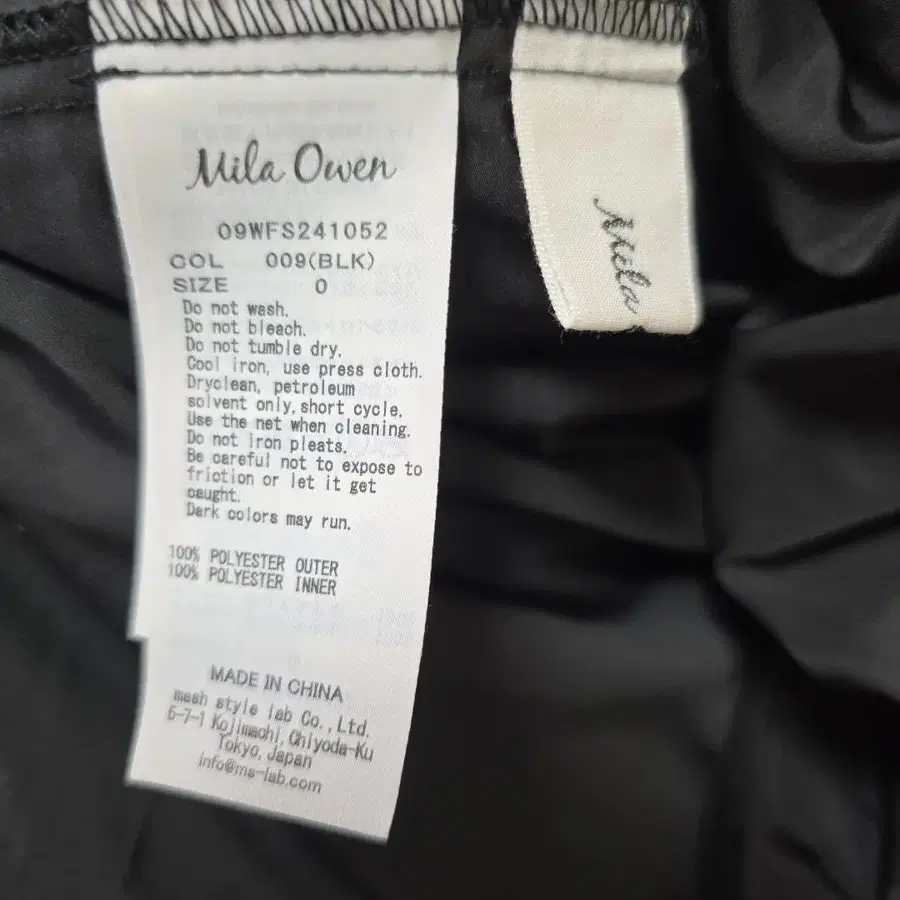 Mila Owen
09WFS241052
COL 009(BLK)
SIZE 0
Do not wash.
Do not bleach.
Do not tumble dry.
Cool iron, use press cloth.
Dryclean, petroleum
solvent only,short cycle.
Use the net when cleaning.
Do not iron pleats.
Be careful not to expose to
friction or let it get
caught.
Dark colors may run.
100% POLYESTER OUTER
100% POLYESTER INNER
MADE IN CHINA
mash style lab Co.,Ltd.
5-7-1 Kojimachi,Chiyoda-Ku
Tokyo,Japan
info@ms-lab.com
Mila